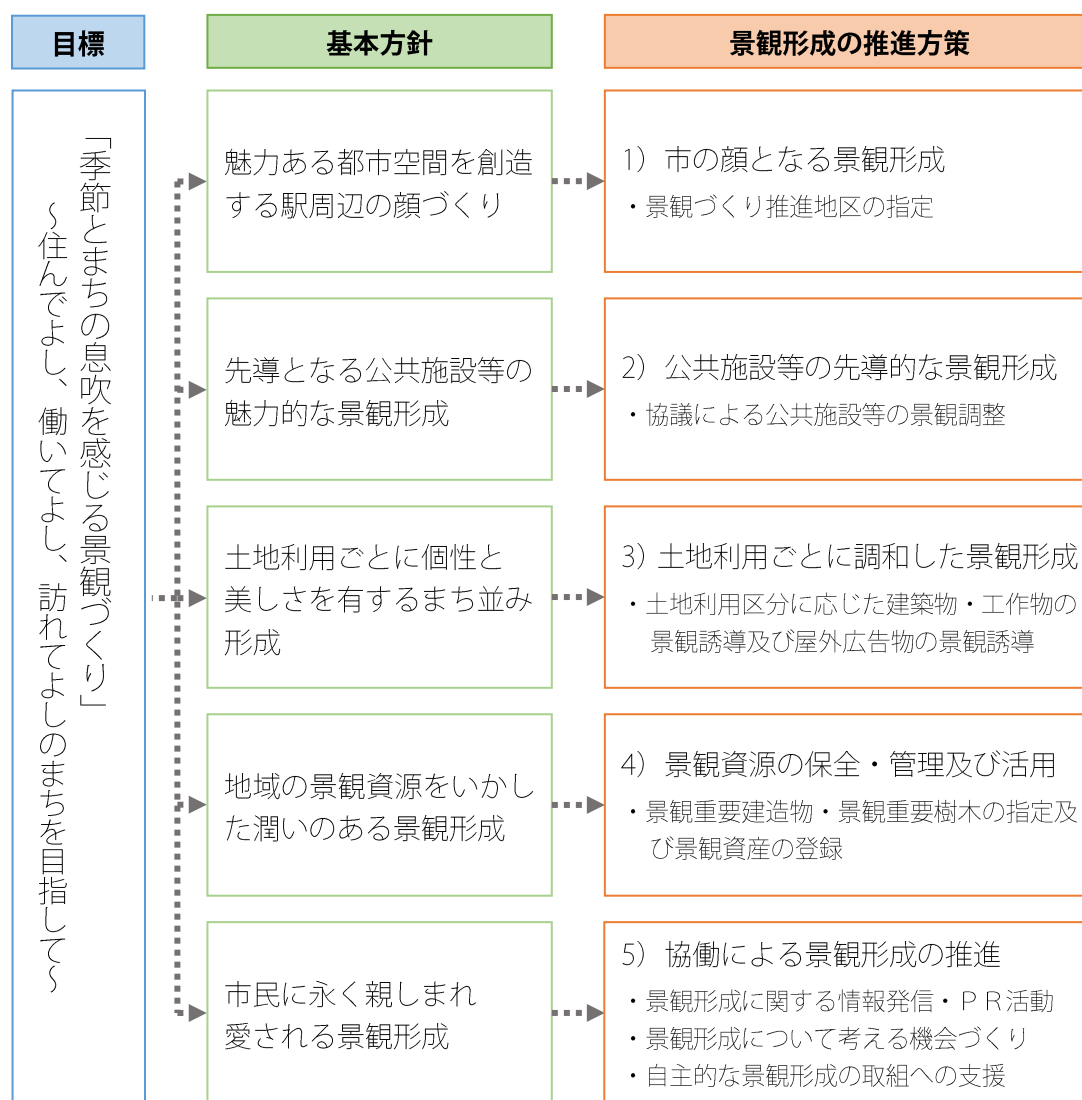 目標
基本方針
景観形成の推進方策
「季節とまちの息吹を感じる景観づくり」
～住んでよし、働いてよし、訪れてよしのまちを目指して～
魅力ある都市空間を創造
する駅周辺の顔づくり
1）市の顔となる景観形成
・景観づくり推進地区の指定
先導となる公共施設等の
魅力的な景観形成
2）公共施設等の先導的な景観形成
・協議による公共施設等の景観調整
土地利用ごとに個性と
美しさを有するまち並み
形成
3）土地利用ごとに調和した景観形成
・土地利用区分に応じた建築物・工作物の
景観誘導及び屋外広告物の景観誘導
地域の景観資源をいかし
た潤いのある景観形成
4）景観資源の保全・管理及び活用
・景観重要建造物・景観重要樹木の指定及
び景観資産の登録
市民に永く親しまれ
愛される景観形成
5）協働による景観形成の推進
・景観形成に関する情報発信・ＰＲ活動
・景観形成について考える機会づくり
・自主的な景観形成の取組への支援